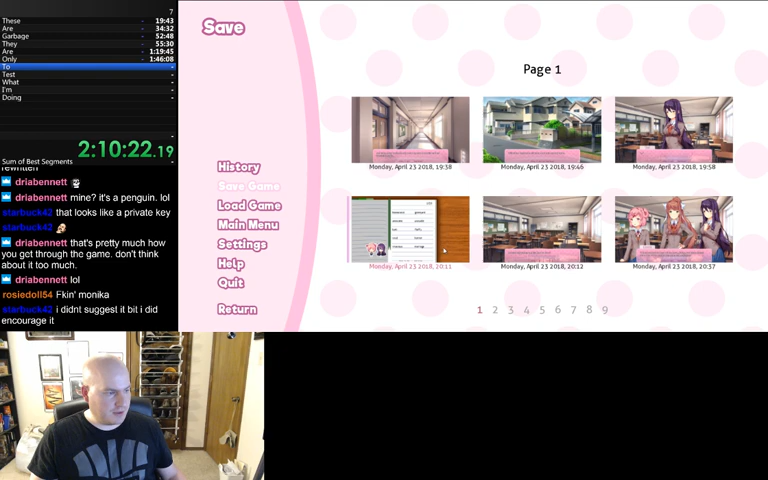 7
These - 19:43
Are - 34:32
Garbage - 52:48
They - 55:30
Are - 1:19:45
Only - 1:46:08
To -
Test -
What -
I'm -
Doing -
-
2:10:22.19
Sum of Best Segments -
rewritten
driabennett
driabennett mine? it's a penguin. lol
starbuck42 that looks like a private key
starbuck42
driabennett that's pretty much how
you get through the game. don't think
about it too much.
driabennett lol
rosiedoll54 Fkin' monika
starbuck42 i didnt suggest it bit i did
encourage it
Save
History
Save Game
Load Game
Main Menu
Settings
Help
Quit
Return
Page 1
Monday, April 23 2018, 19:38
Monday, April 23 2018, 19:46
Monday, April 23 2018, 19:58
Monday, April 23 2018, 20:11
Monday, April 23 2018, 20:12
Monday, April 23 2018, 20:37
1 2 3 4 5 6 7 8 9